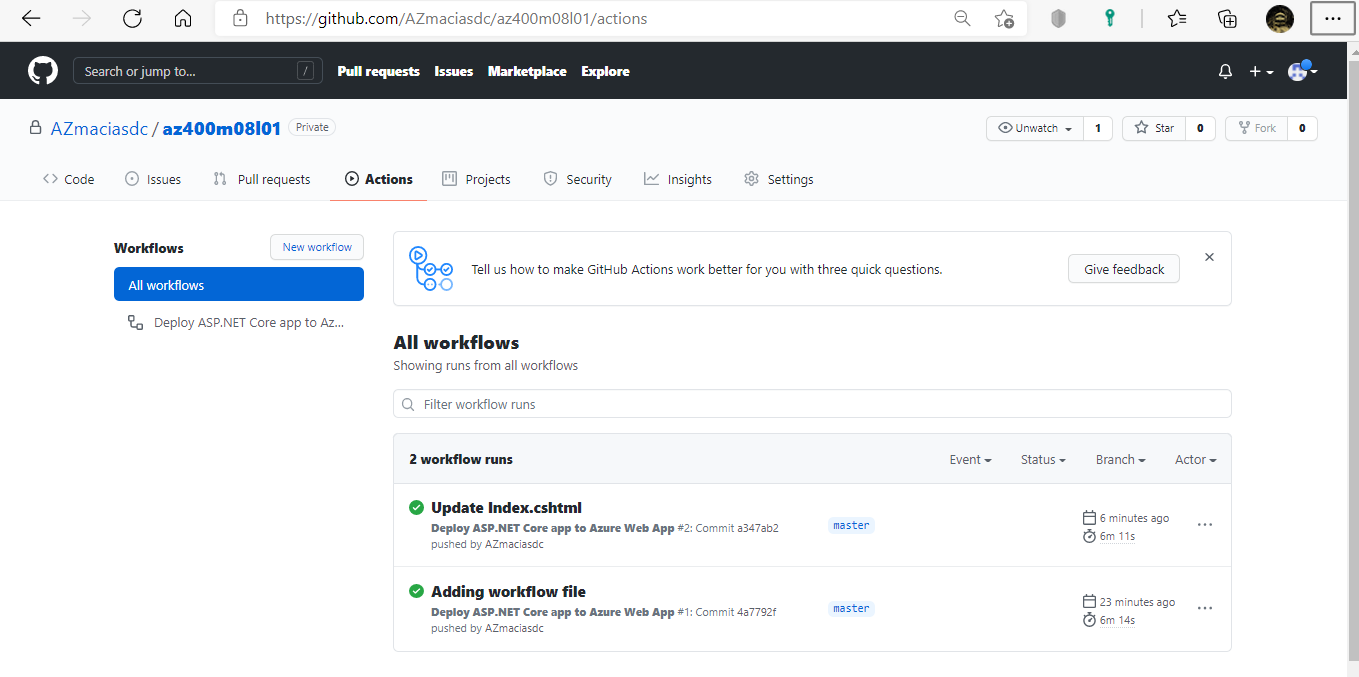 https://github.com/AZmaciasdc/az400m08l01/actions
Search or jump to... /
Pull requests Issues Marketplace Explore
AZmaciasdc / az400m08l01 Private
Unwatch 1 Star 0 Fork 0
Code Issues Pull requests Actions Projects Security Insights Settings
Workflows New workflow
All workflows
Deploy ASP.NET Core app to Az...
Tell us how to make GitHub Actions work better for you with three quick questions. Give feedback
All workflows
Showing runs from all workflows
Filter workflow runs
2 workflow runs Event Status Branch Actor
Update Index.cshtml
Deploy ASP.NET Core app to Azure Web App #2: Commit a347ab2
pushed by AZmaciasdc
master
6 minutes ago
6m 11s
Adding workflow file
Deploy ASP.NET Core app to Azure Web App #1: Commit 4a7792f
pushed by AZmaciasdc
master
23 minutes ago
6m 14s